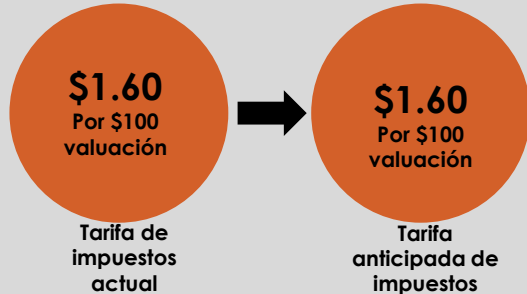 $1.60
Por $100
valuación
Tarifa de
impuestos
actual
$1.60
Por $100
valuación
Tarifa
anticipada de
impuestos